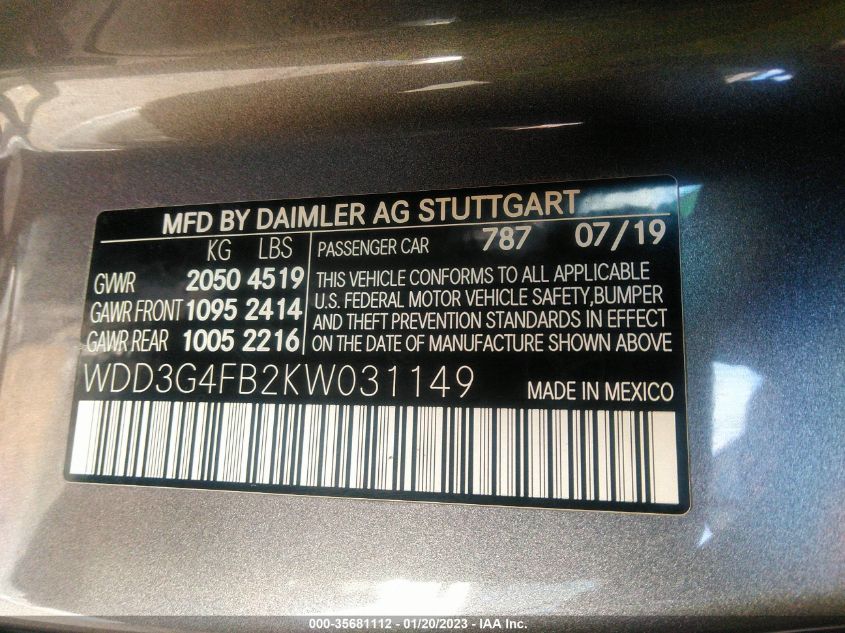 MFD BY DAIMLER AG STUTTGART
KG LBS
GVWR 2050 4519
GAWR FRONT 1095 2414
GAWR REAR 1005 2216
PASSENGER CAR 787 07/19
THIS VEHICLE CONFORMS TO ALL APPLICABLE
U.S. FEDERAL MOTOR VEHICLE SAFETY,BUMPER
AND THEFT PREVENTION STANDARDS IN EFFECT
ON THE DATE OF MANUFACTURE SHOWN ABOVE
WDD3G4FB2KW031149 MADE IN MEXICO
000-35681112 - 01/20/2023 - IAA Inc.